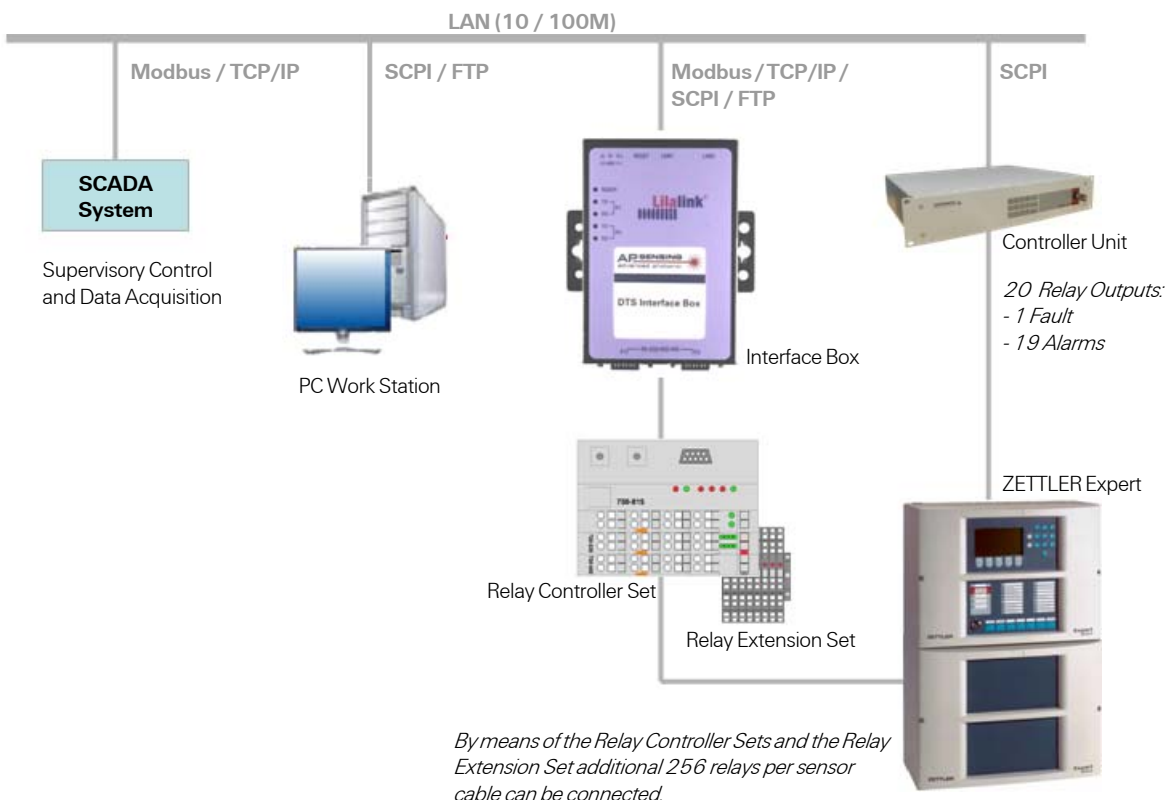 LAN (10 / 100M)
Modbus / TCP/IP
SCPI / FTP
Modbus / TCP/IP /
SCPI / FTP
SCPI
SCADA
System
Supervisory Control
and Data Acquisition
PC Work Station
Lilalink
AP SENSING
DTS Interface Box
Interface Box
Controller Unit
20 Relay Outputs:
- 1 Fault
- 19 Alarms
Relay Controller Set
Relay Extension Set
ZETTLER Expert
ZETTLER
Expert
ZETTLER
Expert
By means of the Relay Controller Sets and the Relay
Extension Set additional 256 relays per sensor
cable can be connected.